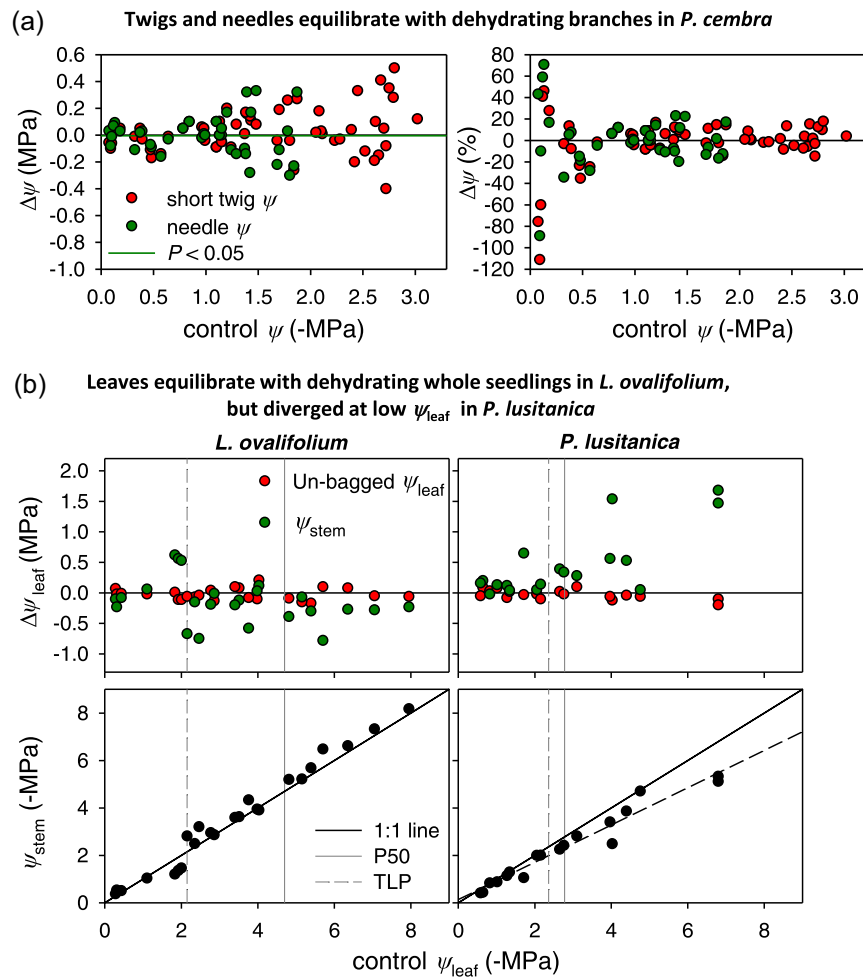 (a)
Twigs and needles equilibrate with dehydrating branches in P. cembra
0.6
0.4
0.2
0.0
-0.2
-0.4
-0.6
-0.8
-1.0
Δψ (MPa)
short twig ψ
needle ψ
P < 0.05
0.0 0.5 1.0 1.5 2.0 2.5 3.0
control ψ (-MPa)
80
60
40
20
0
-20
-40
-60
-80
-100
-120
Δψ (%)
0.0 0.5 1.0 1.5 2.0 2.5 3.0
control ψ (-MPa)
(b)
Leaves equilibrate with dehydrating whole seedlings in L. ovalifolium,
but diverged at low ψleaf in P. lusitanica
L. ovalifolium
P. lusitanica
2.0
1.5
1.0
0.5
0.0
-0.5
-1.0
Δψleaf (MPa)
Un-bagged ψleaf
ψstem
8
6
4
2
0
ψstem (-MPa)
1:1 line
P50
TLP
0 2 4 6 8
0 2 4 6 8
control ψleaf (-MPa)